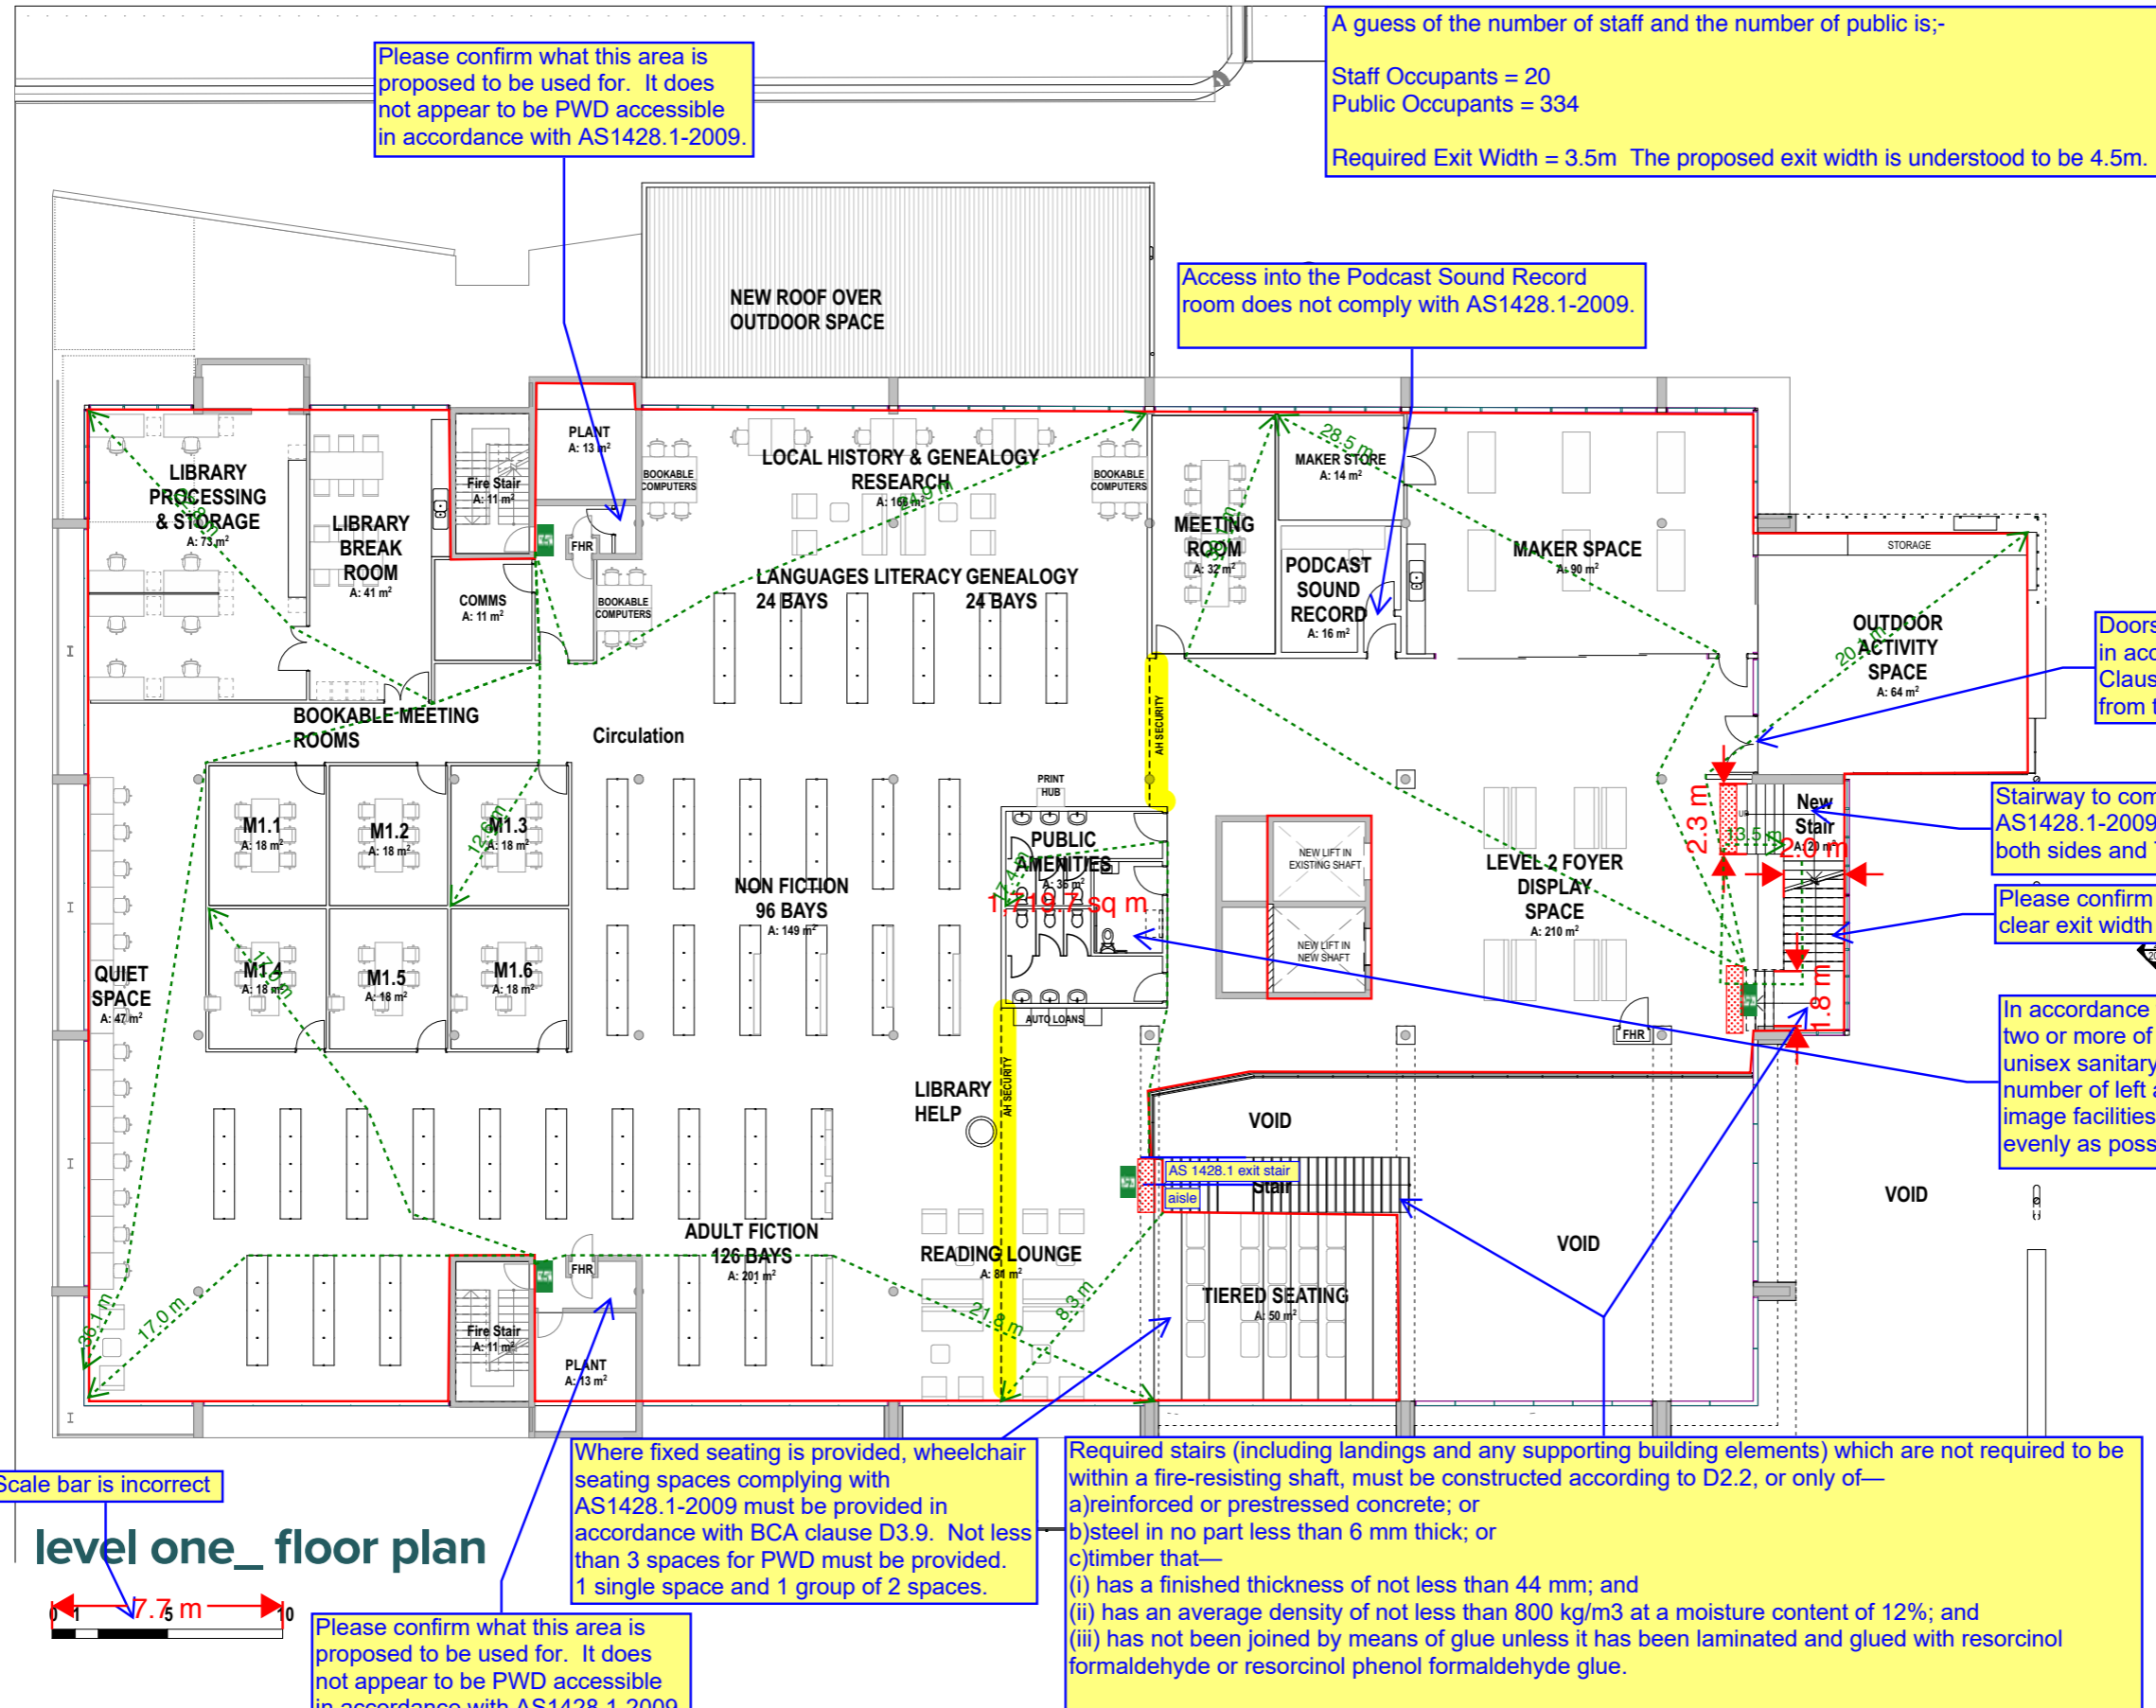 A guess of the number of staff and the number of public is;-
Staff Occupants = 20
Public Occupants = 334
Required Exit Width = 3.5m The proposed exit width is understood to be 4.5m.
Please confirm what this area is
proposed to be used for. It does
not appear to be PWD accessible
in accordance with AS1428.1-2009.
Access into the Podcast Sound Record
room does not comply with AS1428.1-2009.
NEW ROOF OVER
OUTDOOR SPACE
LIBRARY
PROCESSING
& STORAGE
A: 73 m²
LIBRARY
BREAK
ROOM
A: 41 m²
Fire Stair
A: 11 m²
PLANT
A: 13 m²
FHR
COMMS
A: 11 m²
BOOKABLE
COMPUTERS
BOOKABLE
COMPUTERS
BOOKABLE
COMPUTERS
LOCAL HISTORY & GENEALOGY
RESEARCH
24.9 m
LANGUAGES LITERACY GENEALOGY
24 BAYS
24 BAYS
MEETING
ROOM
A: 32 m²
28.5 m
MAKER STORE
A: 14 m²
PODCAST
SOUND
RECORD
A: 16 m²
MAKER SPACE
A: 90 m²
STORAGE
OUTDOOR
ACTIVITY
SPACE
A: 64 m²
20.1 m
Doors
in acco
Claus
from t
BOOKABLE MEETING
ROOMS
Circulation
AH SECURITY
M1.1
A: 18 m²
M1.2
A: 18 m²
M1.3
A: 18 m²
12.6 m
M1.4
A: 18 m²
M1.5
A: 18 m²
M1.6
A: 18 m²
QUIET
SPACE
A: 47 m²
NON FICTION
96 BAYS
A: 149 m²
PRINT
HUB
PUBLIC
AMENITIES
1,719.7 sq m
AUTO LOANS
NEW LIFT IN
EXISTING SHAFT
NEW LIFT IN
NEW SHAFT
LEVEL 2 FOYER
DISPLAY
SPACE
A: 210 m²
FHR
2.3 m
UP
New
Stair
A: 20 m²
13.5 m
2.0 m
1.8 m
Stairway to com
AS1428.1-2009
both sides and
Please confirm
clear exit width
In accordance
two or more of
unisex sanitary
number of left a
image facilities
evenly as poss
LIBRARY
HELP
AH SECURITY
VOID
AS 1428.1 exit stair
aisle
Stair
VOID
VOID
ADULT FICTION
126 BAYS
A: 201 m²
READING LOUNGE
A: 81 m²
TIERED SEATING
A: 50 m²
36.1 m
17.0 m
21.8 m
8.3 m
FHR
Fire Stair
A: 11 m²
PLANT
A: 13 m²
Scale bar is incorrect
level one_ floor plan
0 1 5 10
7.7 m
Please confirm what this area is
proposed to be used for. It does
not appear to be PWD accessible
in accordance with AS1428.1-2009
Where fixed seating is provided, wheelchair
seating spaces complying with
AS1428.1-2009 must be provided in
accordance with BCA clause D3.9. Not less
than 3 spaces for PWD must be provided.
1 single space and 1 group of 2 spaces.
Required stairs (including landings and any supporting building elements) which are not required to be
within a fire-resisting shaft, must be constructed according to D2.2, or only of—
a)reinforced or prestressed concrete; or
b)steel in no part less than 6 mm thick; or
c)timber that—
(i) has a finished thickness of not less than 44 mm; and
(ii) has an average density of not less than 800 kg/m3 at a moisture content of 12%; and
(iii) has not been joined by means of glue unless it has been laminated and glued with resorcinol
formaldehyde or resorcinol phenol formaldehyde glue.